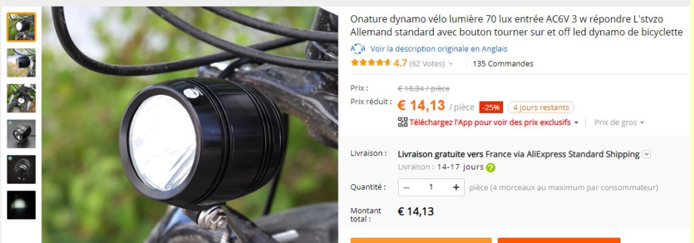 Onature dynamo vélo lumière 70 lux entrée AC6V 3 w répondre L'stvzo
Allemand standard avec bouton tourner sur et off led dynamo de bicyclette
Voir la description originale en Anglais
4.7 (62 Votes) 135 Commandes
Prix : € 18,84 / pièce
Prix réduit : € 14,13 / pièce -25% 4 jours restants
Téléchargez l'App pour voir des prix exclusifs Prix de gros
Livraison : Livraison gratuite vers France via AliExpress Standard Shipping
Livraison : 14-17 jours ?
Quantité : – 1 + pièce (4 morceaux au maximum par consommateur)
Montant
total : € 14,13